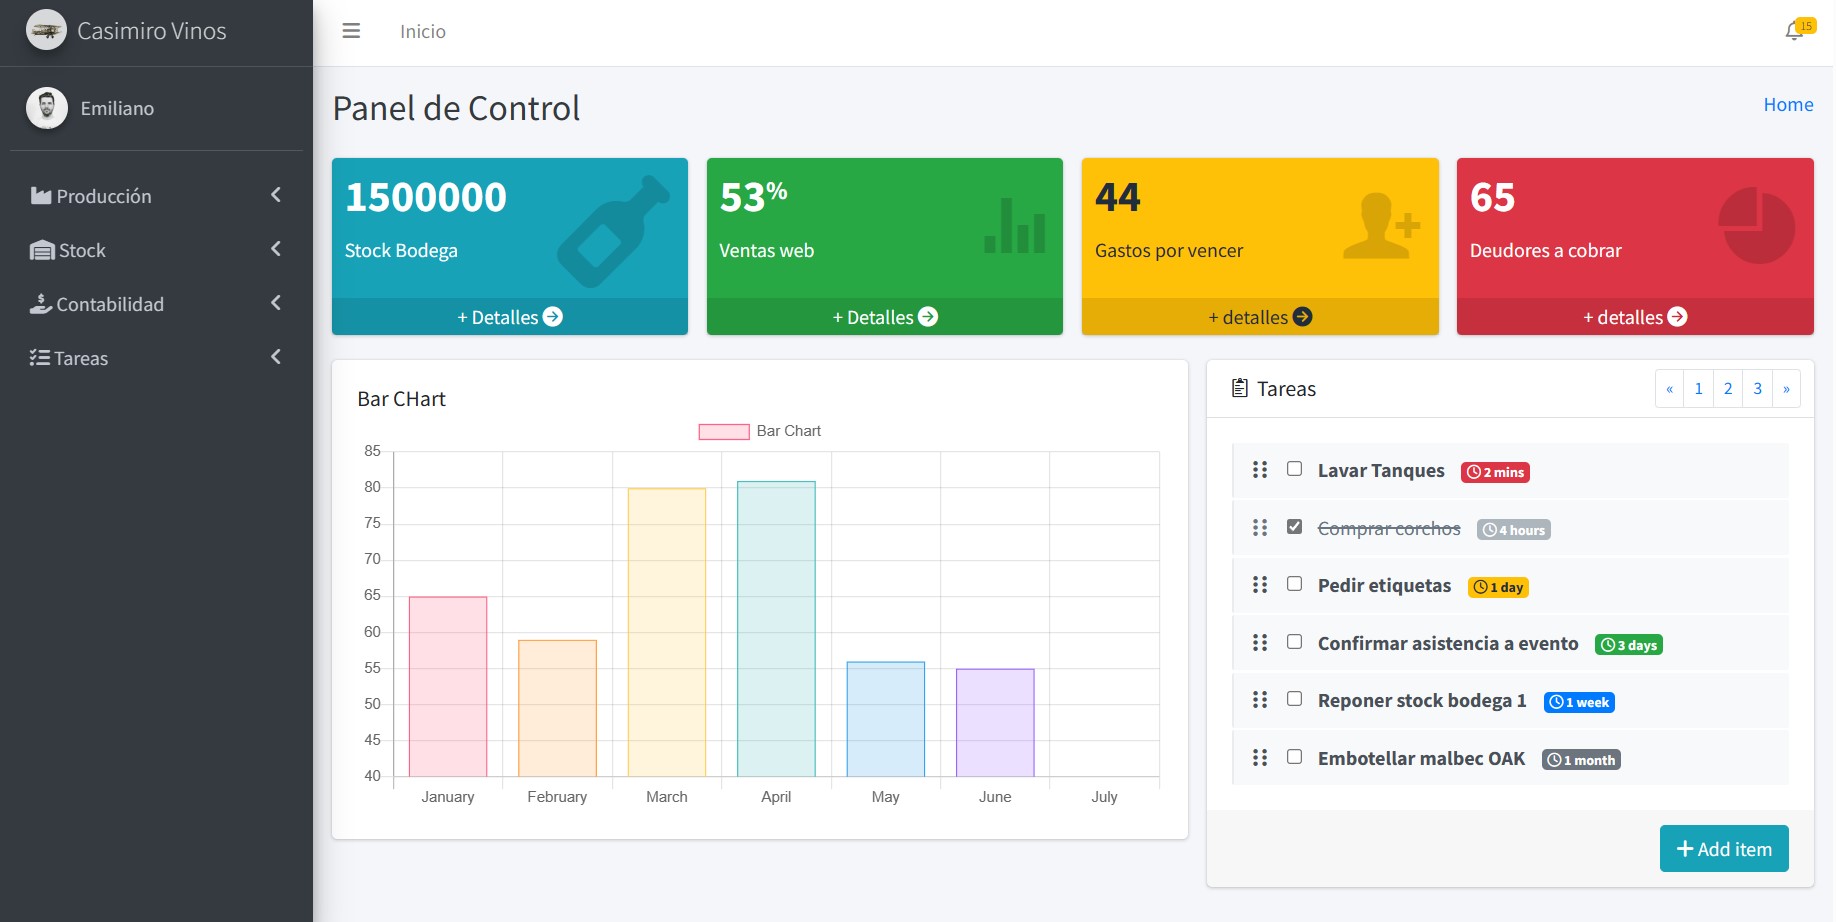 Casimiro Vinos
Inicio
15
Emiliano
Producción
Stock
Contabilidad
Tareas
Panel de Control
Home
1500000
Stock Bodega
+ Detalles
53%
Ventas web
+ Detalles
44
Gastos por vencer
+ detalles
65
Deudores a cobrar
+ detalles
Bar CHart
Bar Chart
85
80
75
70
65
60
55
50
45
40
January February March April May June July
Tareas
« 1 2 3 »
Lavar Tanques 2 mins
Comprar corchos 4 hours
Pedir etiquetas 1 day
Confirmar asistencia a evento 3 days
Reponer stock bodega 1 1 week
Embotellar malbec OAK 1 month
+ Add item